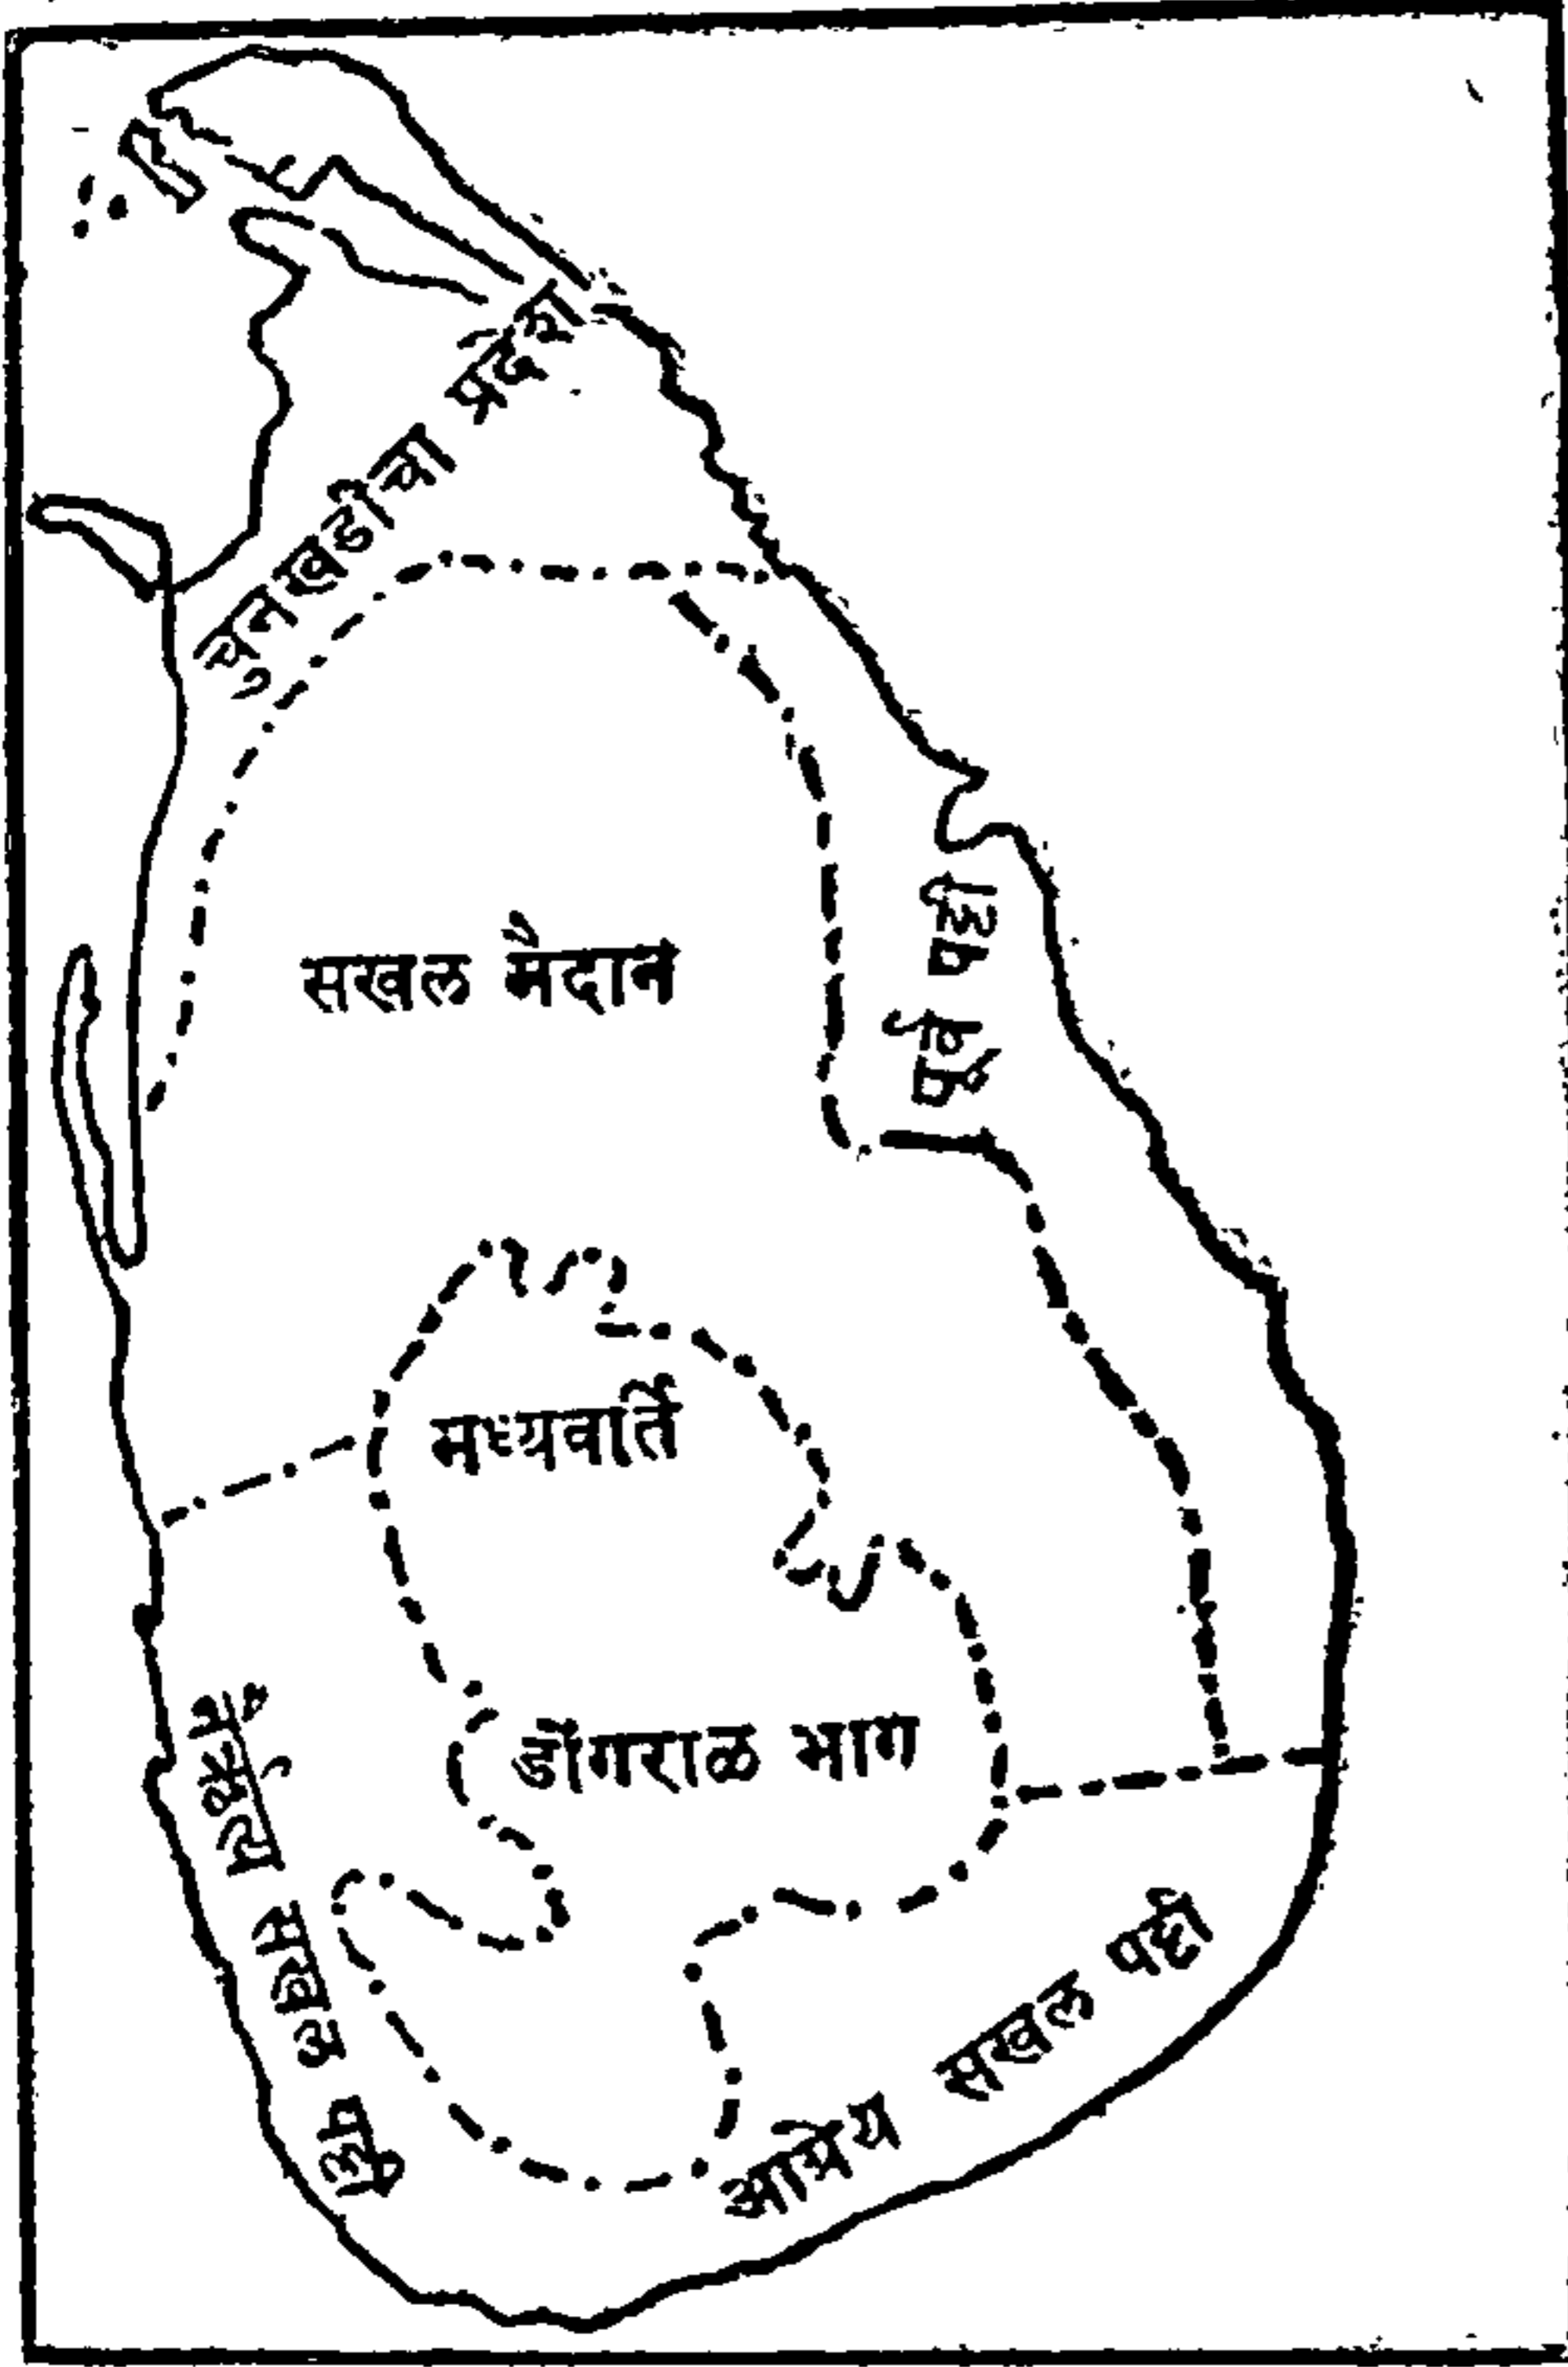 चुनखडीचा प्रदेश
सखल मैदान
पूर्व पट्टी
मध्यवर्ति
डोंगराळ भाग
नैर्ऋत्य सखल पट्टी
आग्नेय सखल पट्टी